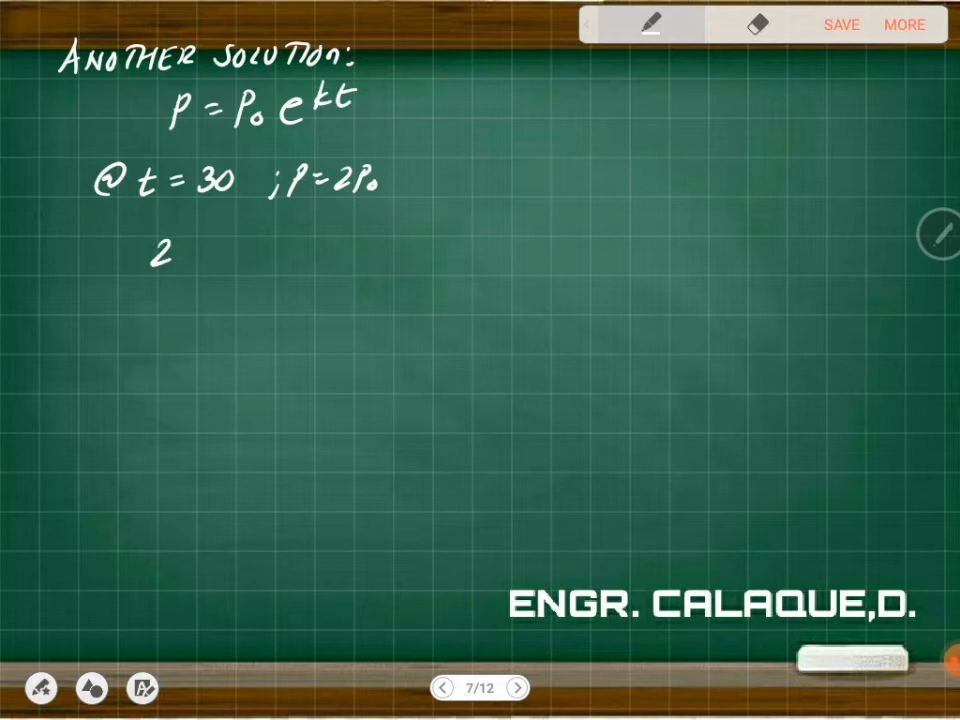 SAVE MORE
ANOTHER SOLUTION:
P = P₀ e^kt
@ t = 30 ; P = 2P₀
2
ENGR. CALAQUE,D.
7/12